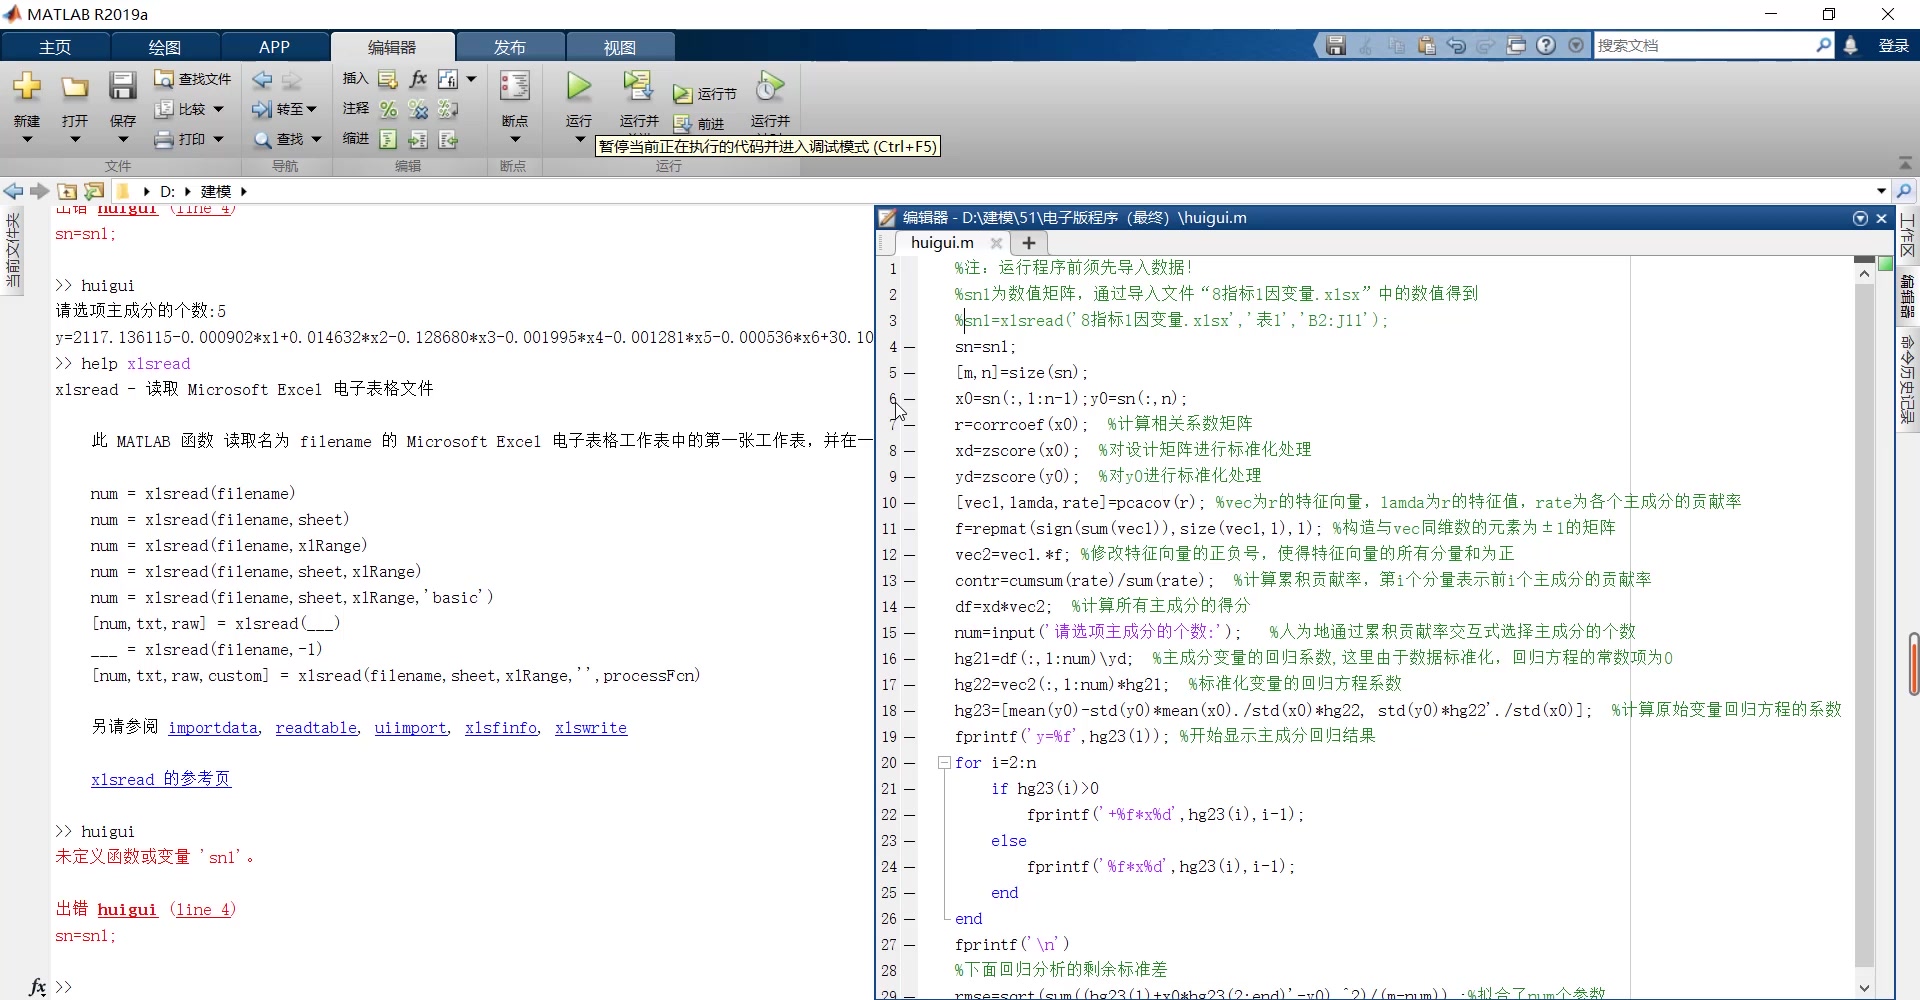 MATLAB R2019a
主页 绘图 APP 编辑器 发布 视图
搜索文档 登录
新建 打开 保存 查找文件 比较 打印
转至 查找
插入 fx
注释
缩进
断点 运行 运行并 运行节 前进 运行并
暂停当前正在执行的代码并进入调试模式 (Ctrl+F5)
文件 导航 编辑 断点 运行
D: 建模
当前文件夹
出错 huigui (line 4)
sn=sn1;
>> huigui
请选项主成分的个数:5
y=2117.136115-0.000902*x1+0.014632*x2-0.128680*x3-0.001995*x4-0.001281*x5-0.000536*x6+30.10
>> help xlsread
xlsread - 读取 Microsoft Excel 电子表格文件
此 MATLAB 函数 读取名为 filename 的 Microsoft Excel 电子表格工作表中的第一张工作表，并在一
num = xlsread(filename)
num = xlsread(filename,sheet)
num = xlsread(filename,xlRange)
num = xlsread(filename,sheet,xlRange)
num = xlsread(filename,sheet,xlRange,'basic')
[num,txt,raw] = xlsread(___)
___ = xlsread(filename,-1)
[num,txt,raw,custom] = xlsread(filename,sheet,xlRange,'',processFcn)
另请参阅 importdata, readtable, uiimport, xlsfinfo, xlswrite
xlsread 的参考页
>> huigui
未定义函数或变量 'sn1'。
出错 huigui (line 4)
sn=sn1;
fx >>
编辑器 - D:\建模\51\电子版程序（最终）\huigui.m
huigui.m
1 %注：运行程序前须先导入数据！
2 %sn1为数值矩阵，通过导入文件“8指标1因变量.xlsx”中的数值得到
3 %sn1=xlsread('8指标1因变量.xlsx','表1','B2:J11');
4 sn=sn1;
5 [m,n]=size(sn);
6 x0=sn(:,1:n-1);y0=sn(:,n);
7 r=corrcoef(x0); %计算相关系数矩阵
8 xd=zscore(x0); %对设计矩阵进行标准化处理
9 yd=zscore(y0); %对y0进行标准化处理
10 [vec1,lamda,rate]=pcacov(r); %vec为r的特征向量，lamda为r的特征值，rate为各个主成分的贡献率
11 f=repmat(sign(sum(vec1)),size(vec1,1),1); %构造与vec同维数的元素为±1的矩阵
12 vec2=vec1.*f; %修改特征向量的正负号，使得特征向量的所有分量和为正
13 contr=cumsum(rate)/sum(rate); %计算累积贡献率，第i个分量表示前i个主成分的贡献率
14 df=xd*vec2; %计算所有主成分的得分
15 num=input('请选项主成分的个数:'); %人为地通过累积贡献率交互式选择主成分的个数
16 hg21=df(:,1:num)\yd; %主成分变量的回归系数,这里由于数据标准化，回归方程的常数项为0
17 hg22=vec2(:,1:num)*hg21; %标准化变量的回归方程系数
18 hg23=[mean(y0)-std(y0)*mean(x0)./std(x0)*hg22, std(y0)*hg22'./std(x0)]; %计算原始变量回归方程的系数
19 fprintf('y=%f',hg23(1)); %开始显示主成分回归结果
20 for i=2:n
21 if hg23(i)>0
22 fprintf('+%f*x%d',hg23(i),i-1);
23 else
24 fprintf('%f*x%d',hg23(i),i-1);
25 end
26 end
27 fprintf('\n')
28 %下面回归分析的剩余标准差
29 rmse=sqrt(sum((hg23(1)+x0*hg23(2:end)'-y0).^2)/(m-num)) ;%拟合了num个参数
工作区
编辑器
命令历史记录